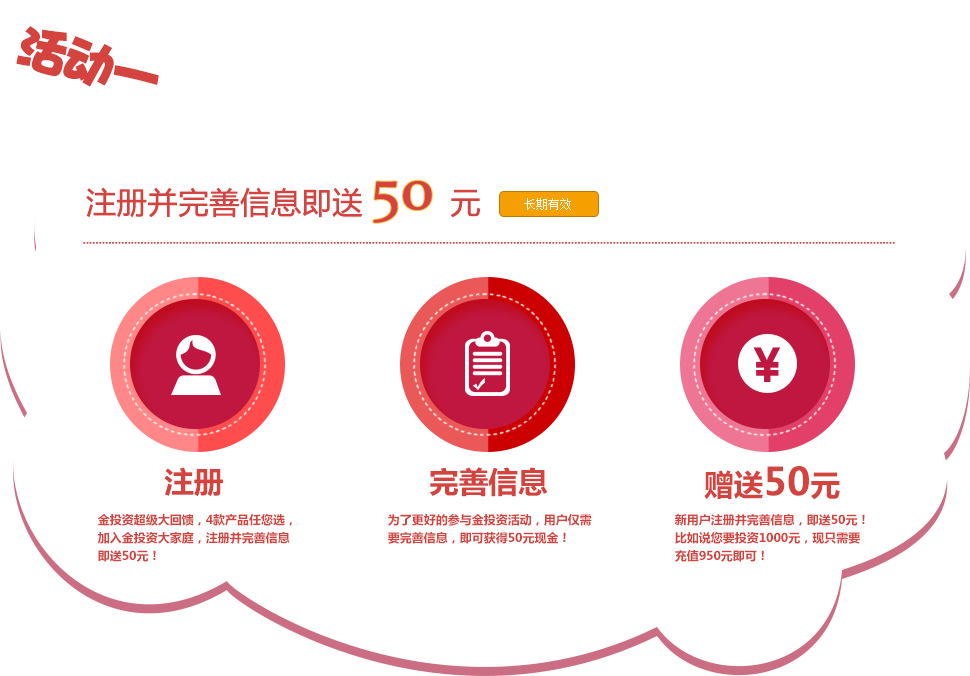 活动一
注册并完善信息即送50 元 长期有效
¥
注册
完善信息
赠送50元
金投资超级大回馈，4款产品任您选，
加入金投资大家庭，注册并完善信息
即送50元！
为了更好的参与金投资活动，用户仅需
要完善信息，即可获得50元现金！
新用户注册并完善信息，即送50元！
比如说您要投资1000元，现只需要
充值950元即可！